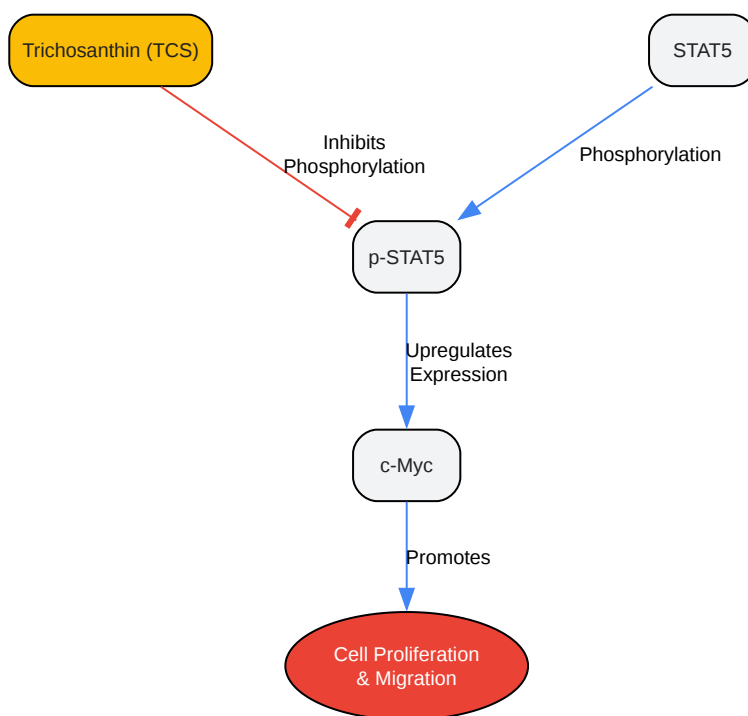 Trichosanthin (TCS)
STAT5
Inhibits
Phosphorylation
Phosphorylation
p-STAT5
Upregulates
Expression
c-Myc
Promotes
Cell Proliferation
& Migration